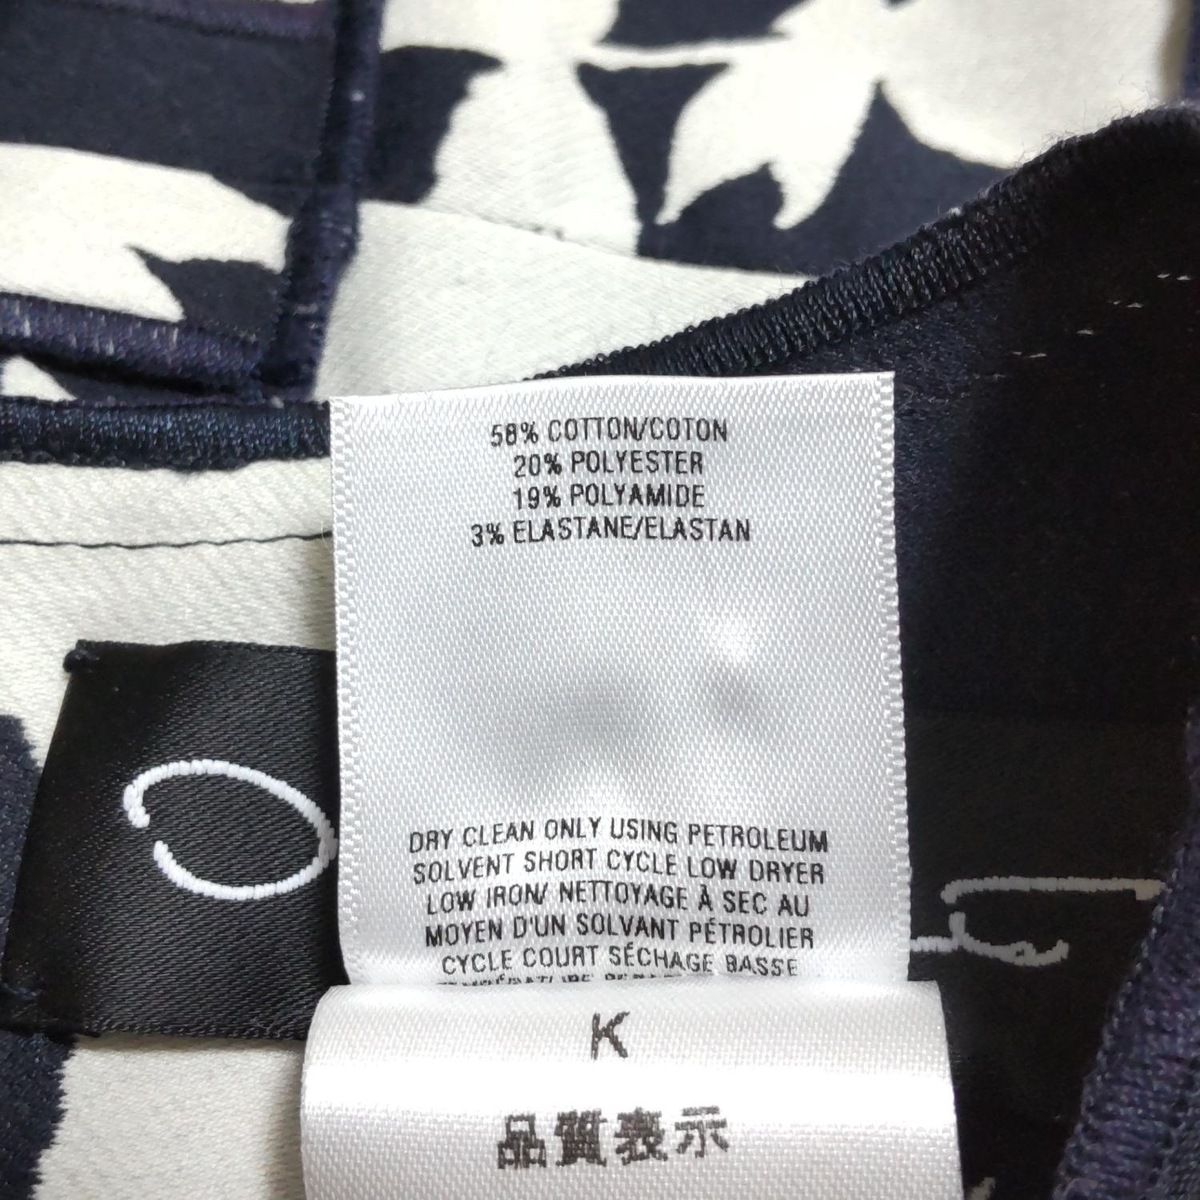 58% COTTON/COTON
20% POLYESTER
19% POLYAMIDE
3% ELASTANE/ELASTAN
DRY CLEAN ONLY USING PETROLEUM
SOLVENT SHORT CYCLE LOW DRYER
LOW IRON/ NETTOYAGE À SEC AU
MOYEN D'UN SOLVANT PÉTROLIER
CYCLE COURT SÉCHAGE BASSE
K
品質表示